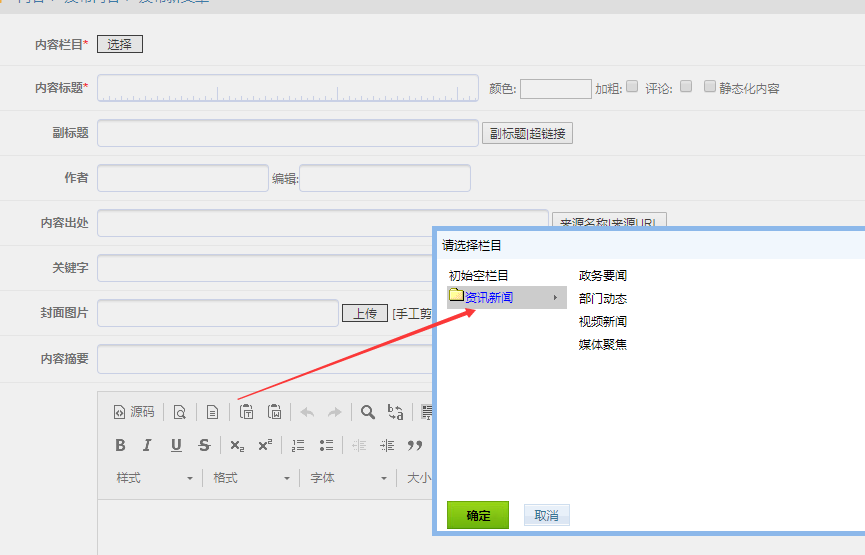 内容栏目* 选择
内容标题* 颜色: 加粗: 评论: 静态化内容
副标题 副标题|超链接
作者 编辑:
内容出处 来源名称|来源URL
关键字
封面图片 上传 [手工剪
内容摘要
源码
样式 格式 字体 大小
请选择栏目
初始空栏目
资讯新闻
政务要闻
部门动态
视频新闻
媒体聚焦
确定 取消